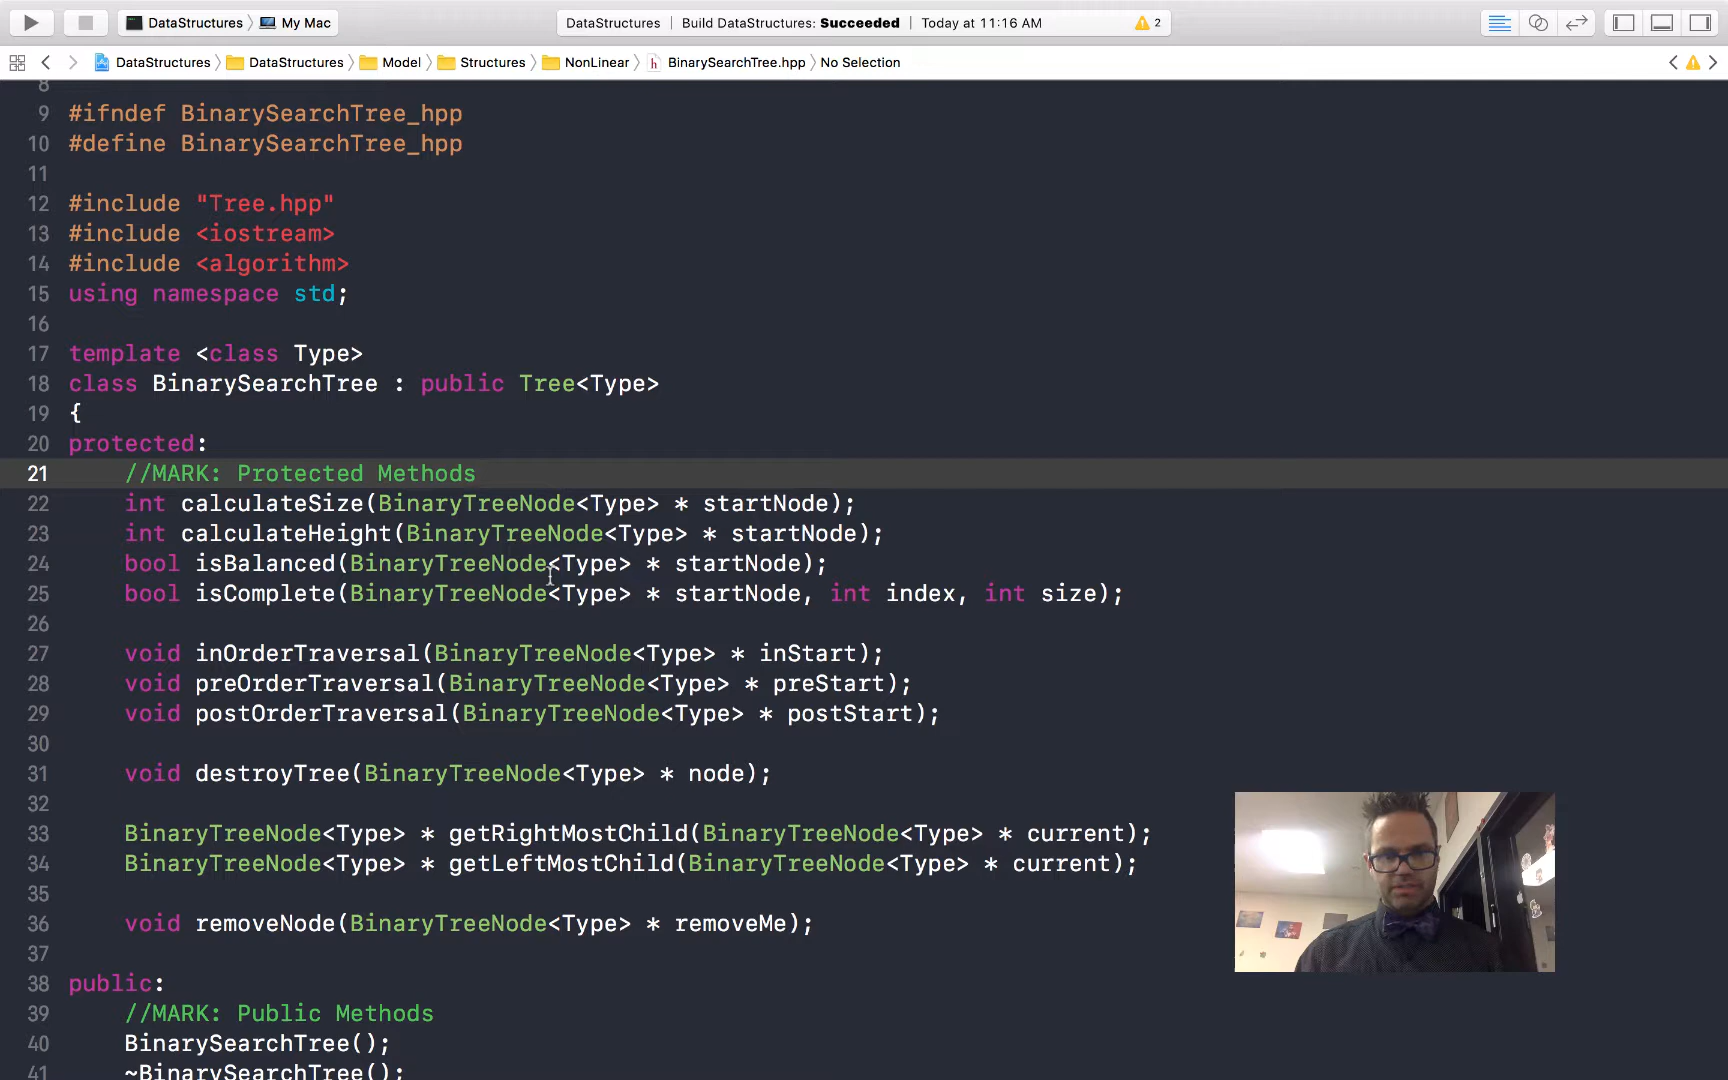 DataStructures My Mac DataStructures | Build DataStructures: Succeeded | Today at 11:16 AM 2
DataStructures DataStructures Model Structures NonLinear h BinarySearchTree.hpp No Selection
8
9 #ifndef BinarySearchTree_hpp
10 #define BinarySearchTree_hpp
11
12 #include "Tree.hpp"
13 #include <iostream>
14 #include <algorithm>
15 using namespace std;
16
17 template <class Type>
18 class BinarySearchTree : public Tree<Type>
19 {
20 protected:
21 //MARK: Protected Methods
22 int calculateSize(BinaryTreeNode<Type> * startNode);
23 int calculateHeight(BinaryTreeNode<Type> * startNode);
24 bool isBalanced(BinaryTreeNode<Type> * startNode);
25 bool isComplete(BinaryTreeNode<Type> * startNode, int index, int size);
26
27 void inOrderTraversal(BinaryTreeNode<Type> * inStart);
28 void preOrderTraversal(BinaryTreeNode<Type> * preStart);
29 void postOrderTraversal(BinaryTreeNode<Type> * postStart);
30
31 void destroyTree(BinaryTreeNode<Type> * node);
32
33 BinaryTreeNode<Type> * getRightMostChild(BinaryTreeNode<Type> * current);
34 BinaryTreeNode<Type> * getLeftMostChild(BinaryTreeNode<Type> * current);
35
36 void removeNode(BinaryTreeNode<Type> * removeMe);
37
38 public:
39 //MARK: Public Methods
40 BinarySearchTree();
41 ~BinarySearchTree();